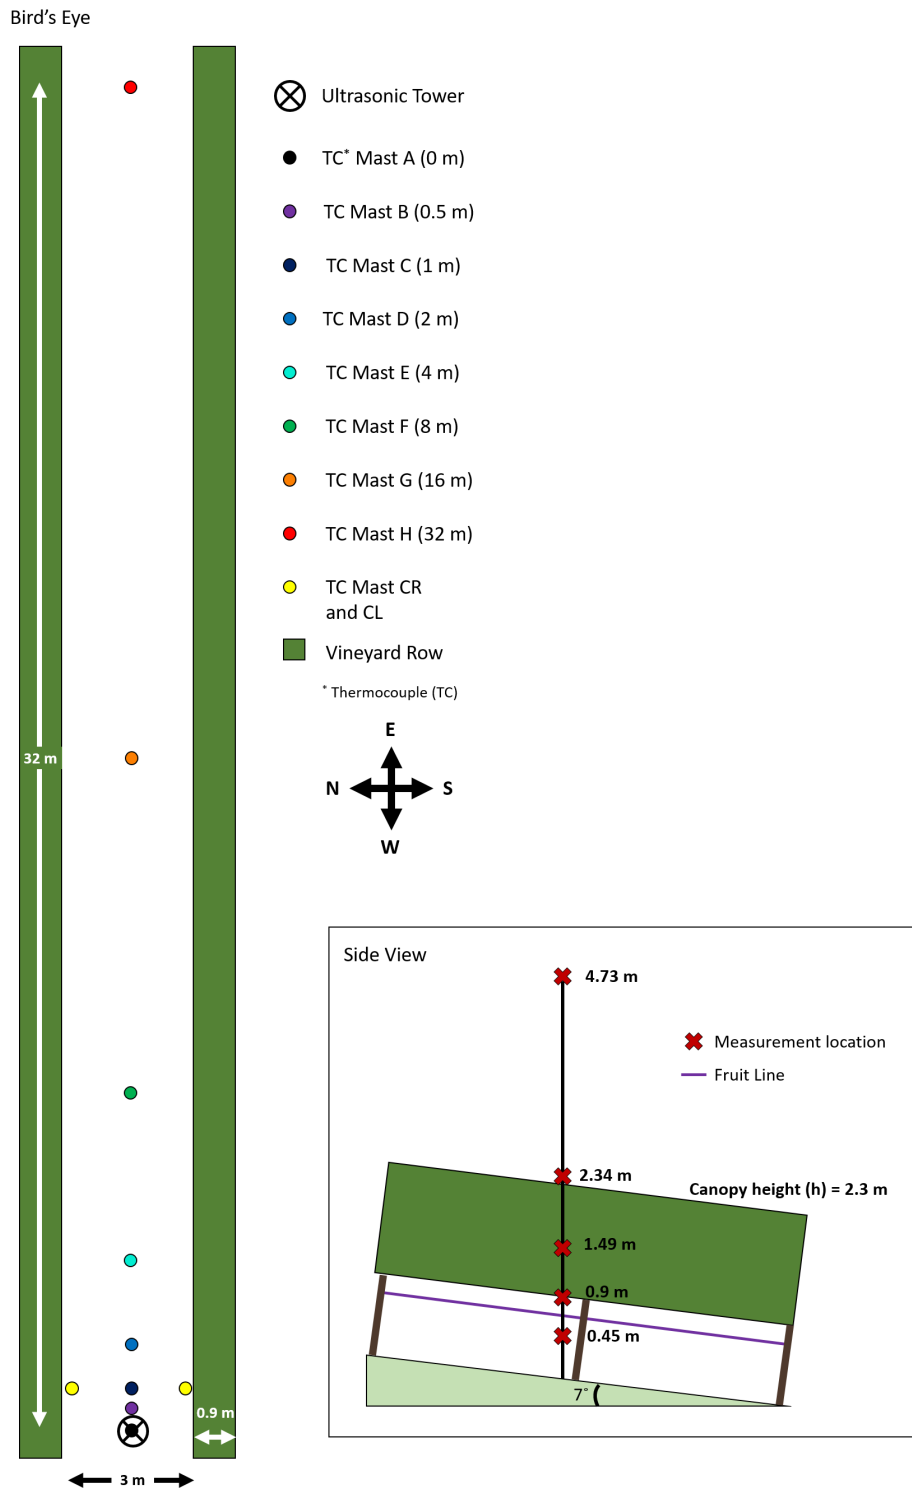 Bird's Eye
Ultrasonic Tower
TC* Mast A (0 m)
TC Mast B (0.5 m)
TC Mast C (1 m)
TC Mast D (2 m)
TC Mast E (4 m)
TC Mast F (8 m)
TC Mast G (16 m)
TC Mast H (32 m)
TC Mast CR
and CL
Vineyard Row
* Thermocouple (TC)
E
N
S
W
32 m
0.9 m
3 m
Side View
4.73 m
Measurement location
Fruit Line
2.34 m
Canopy height (h) = 2.3 m
1.49 m
0.9 m
0.45 m
7°